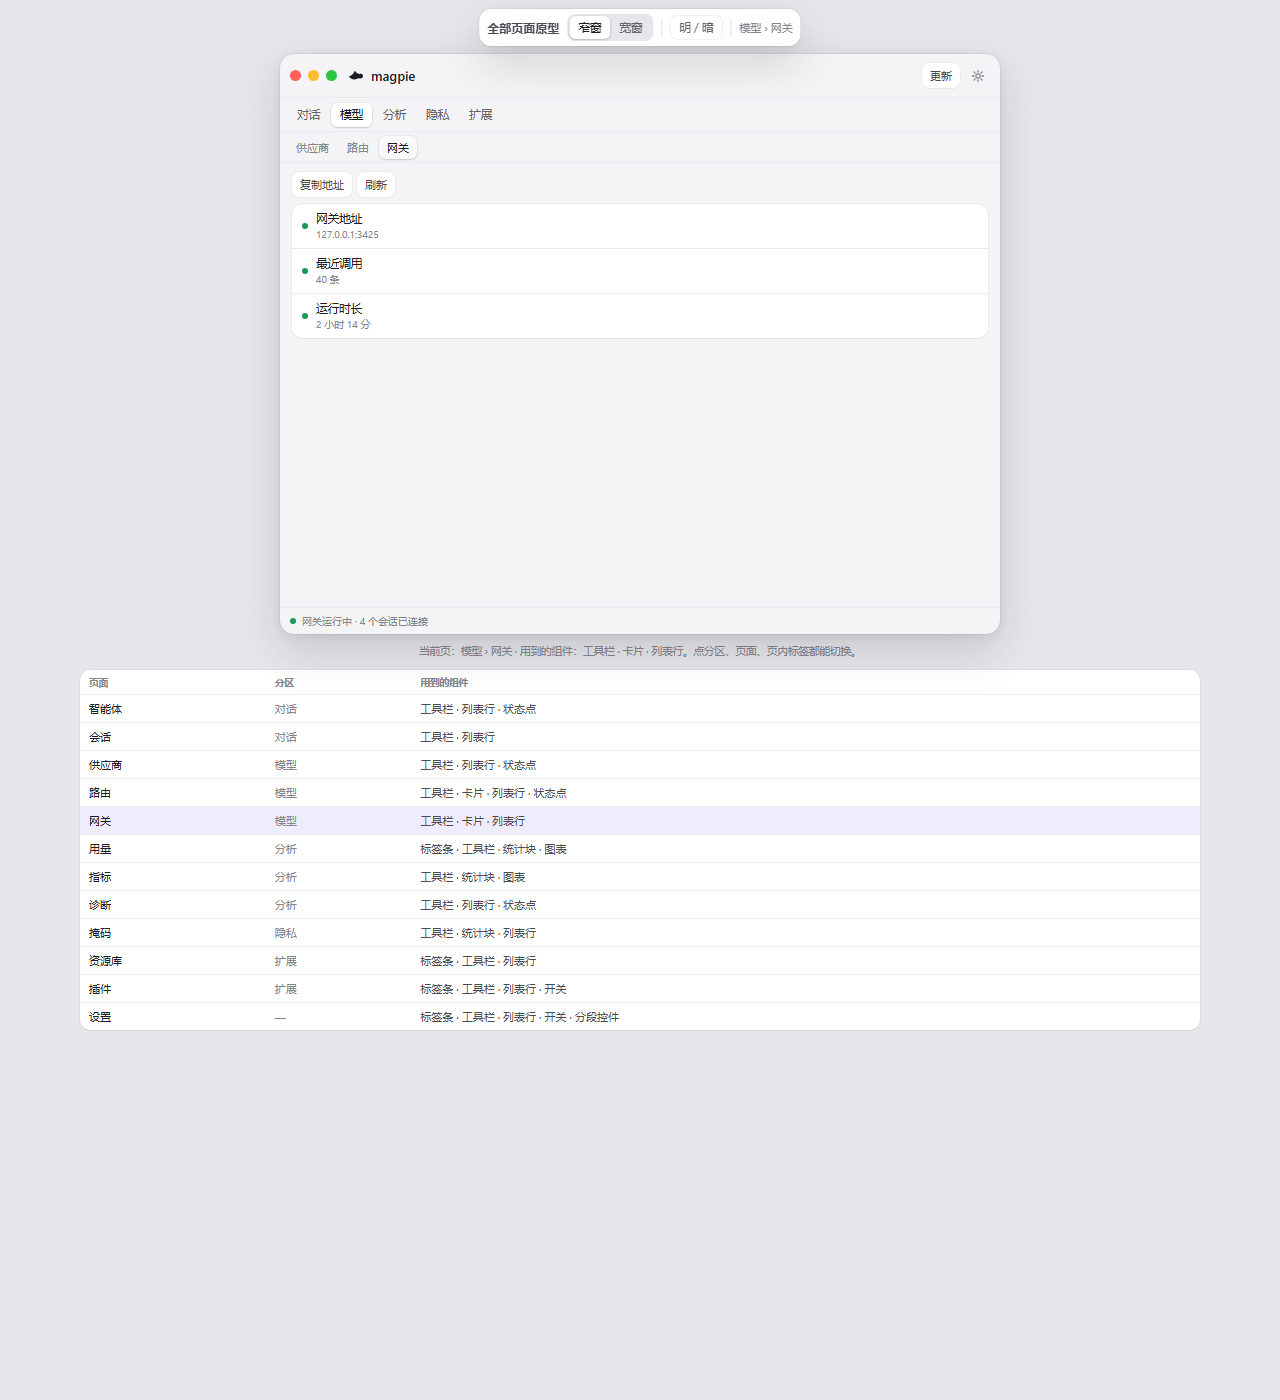 全部页面原型 窄窗 宽窗 明 / 暗 模型 › 网关
magpie 更新
对话 模型 分析 隐私 扩展
供应商 路由 网关
复制地址 刷新
网关地址
127.0.0.1:3425
最近调用
40 条
运行时长
2 小时 14 分
网关运行中 · 4 个会话已连接
当前页：模型 › 网关 · 用到的组件：工具栏 · 卡片 · 列表行。点分区、页面、页内标签都能切换。
页面 分区 用到的组件
智能体 对话 工具栏 · 列表行 · 状态点
会话 对话 工具栏 · 列表行
供应商 模型 工具栏 · 列表行 · 状态点
路由 模型 工具栏 · 卡片 · 列表行 · 状态点
网关 模型 工具栏 · 卡片 · 列表行
用量 分析 标签条 · 工具栏 · 统计块 · 图表
指标 分析 工具栏 · 统计块 · 图表
诊断 分析 工具栏 · 列表行 · 状态点
掩码 隐私 工具栏 · 统计块 · 列表行
资源库 扩展 标签条 · 工具栏 · 列表行
插件 扩展 标签条 · 工具栏 · 列表行 · 开关
设置 — 标签条 · 工具栏 · 列表行 · 开关 · 分段控件